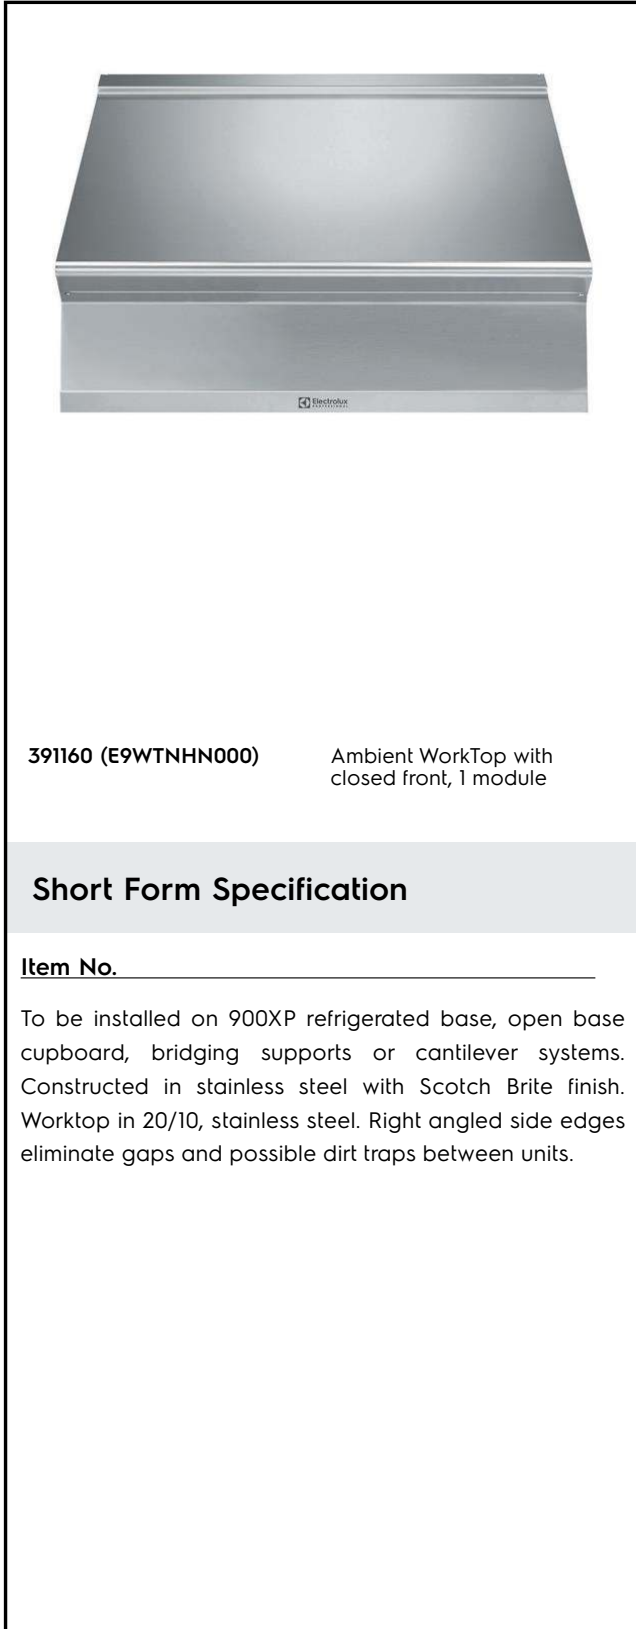 Electrolux
PROFESSIONAL
391160 (E9WTNHN000)
Ambient WorkTop with
closed front, 1 module
Short Form Specification
Item No.
To be installed on 900XP refrigerated base, open base
cupboard, bridging supports or cantilever systems.
Constructed in stainless steel with Scotch Brite finish.
Worktop in 20/10, stainless steel. Right angled side edges
eliminate gaps and possible dirt traps between units.